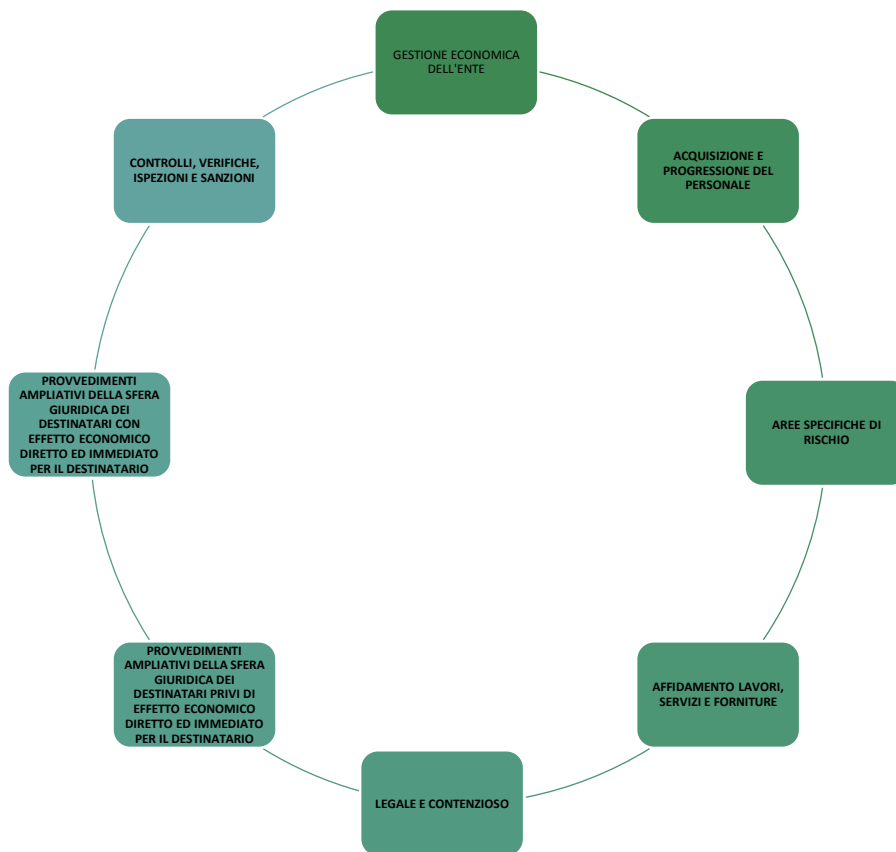 GESTIONE ECONOMICA
DELL'ENTE
ACQUISIZIONE E
PROGRESSIONE DEL
PERSONALE
AREE SPECIFICHE DI
RISCHIO
AFFIDAMENTO LAVORI,
SERVIZI E FORNITURE
LEGALE E CONTENZIOSO
PROVVEDIMENTI
AMPLIATIVI DELLA SFERA
GIURIDICA DEI
DESTINATARI PRIVI DI
EFFETTO ECONOMICO
DIRETTO ED IMMEDIATO
PER IL DESTINATARIO
PROVVEDIMENTI
AMPLIATIVI DELLA SFERA
GIURIDICA DEI
DESTINATARI CON
EFFETTO ECONOMICO
DIRETTO ED IMMEDIATO
PER IL DESTINATARIO
CONTROLLI, VERIFICHE,
ISPEZIONI E SANZIONI